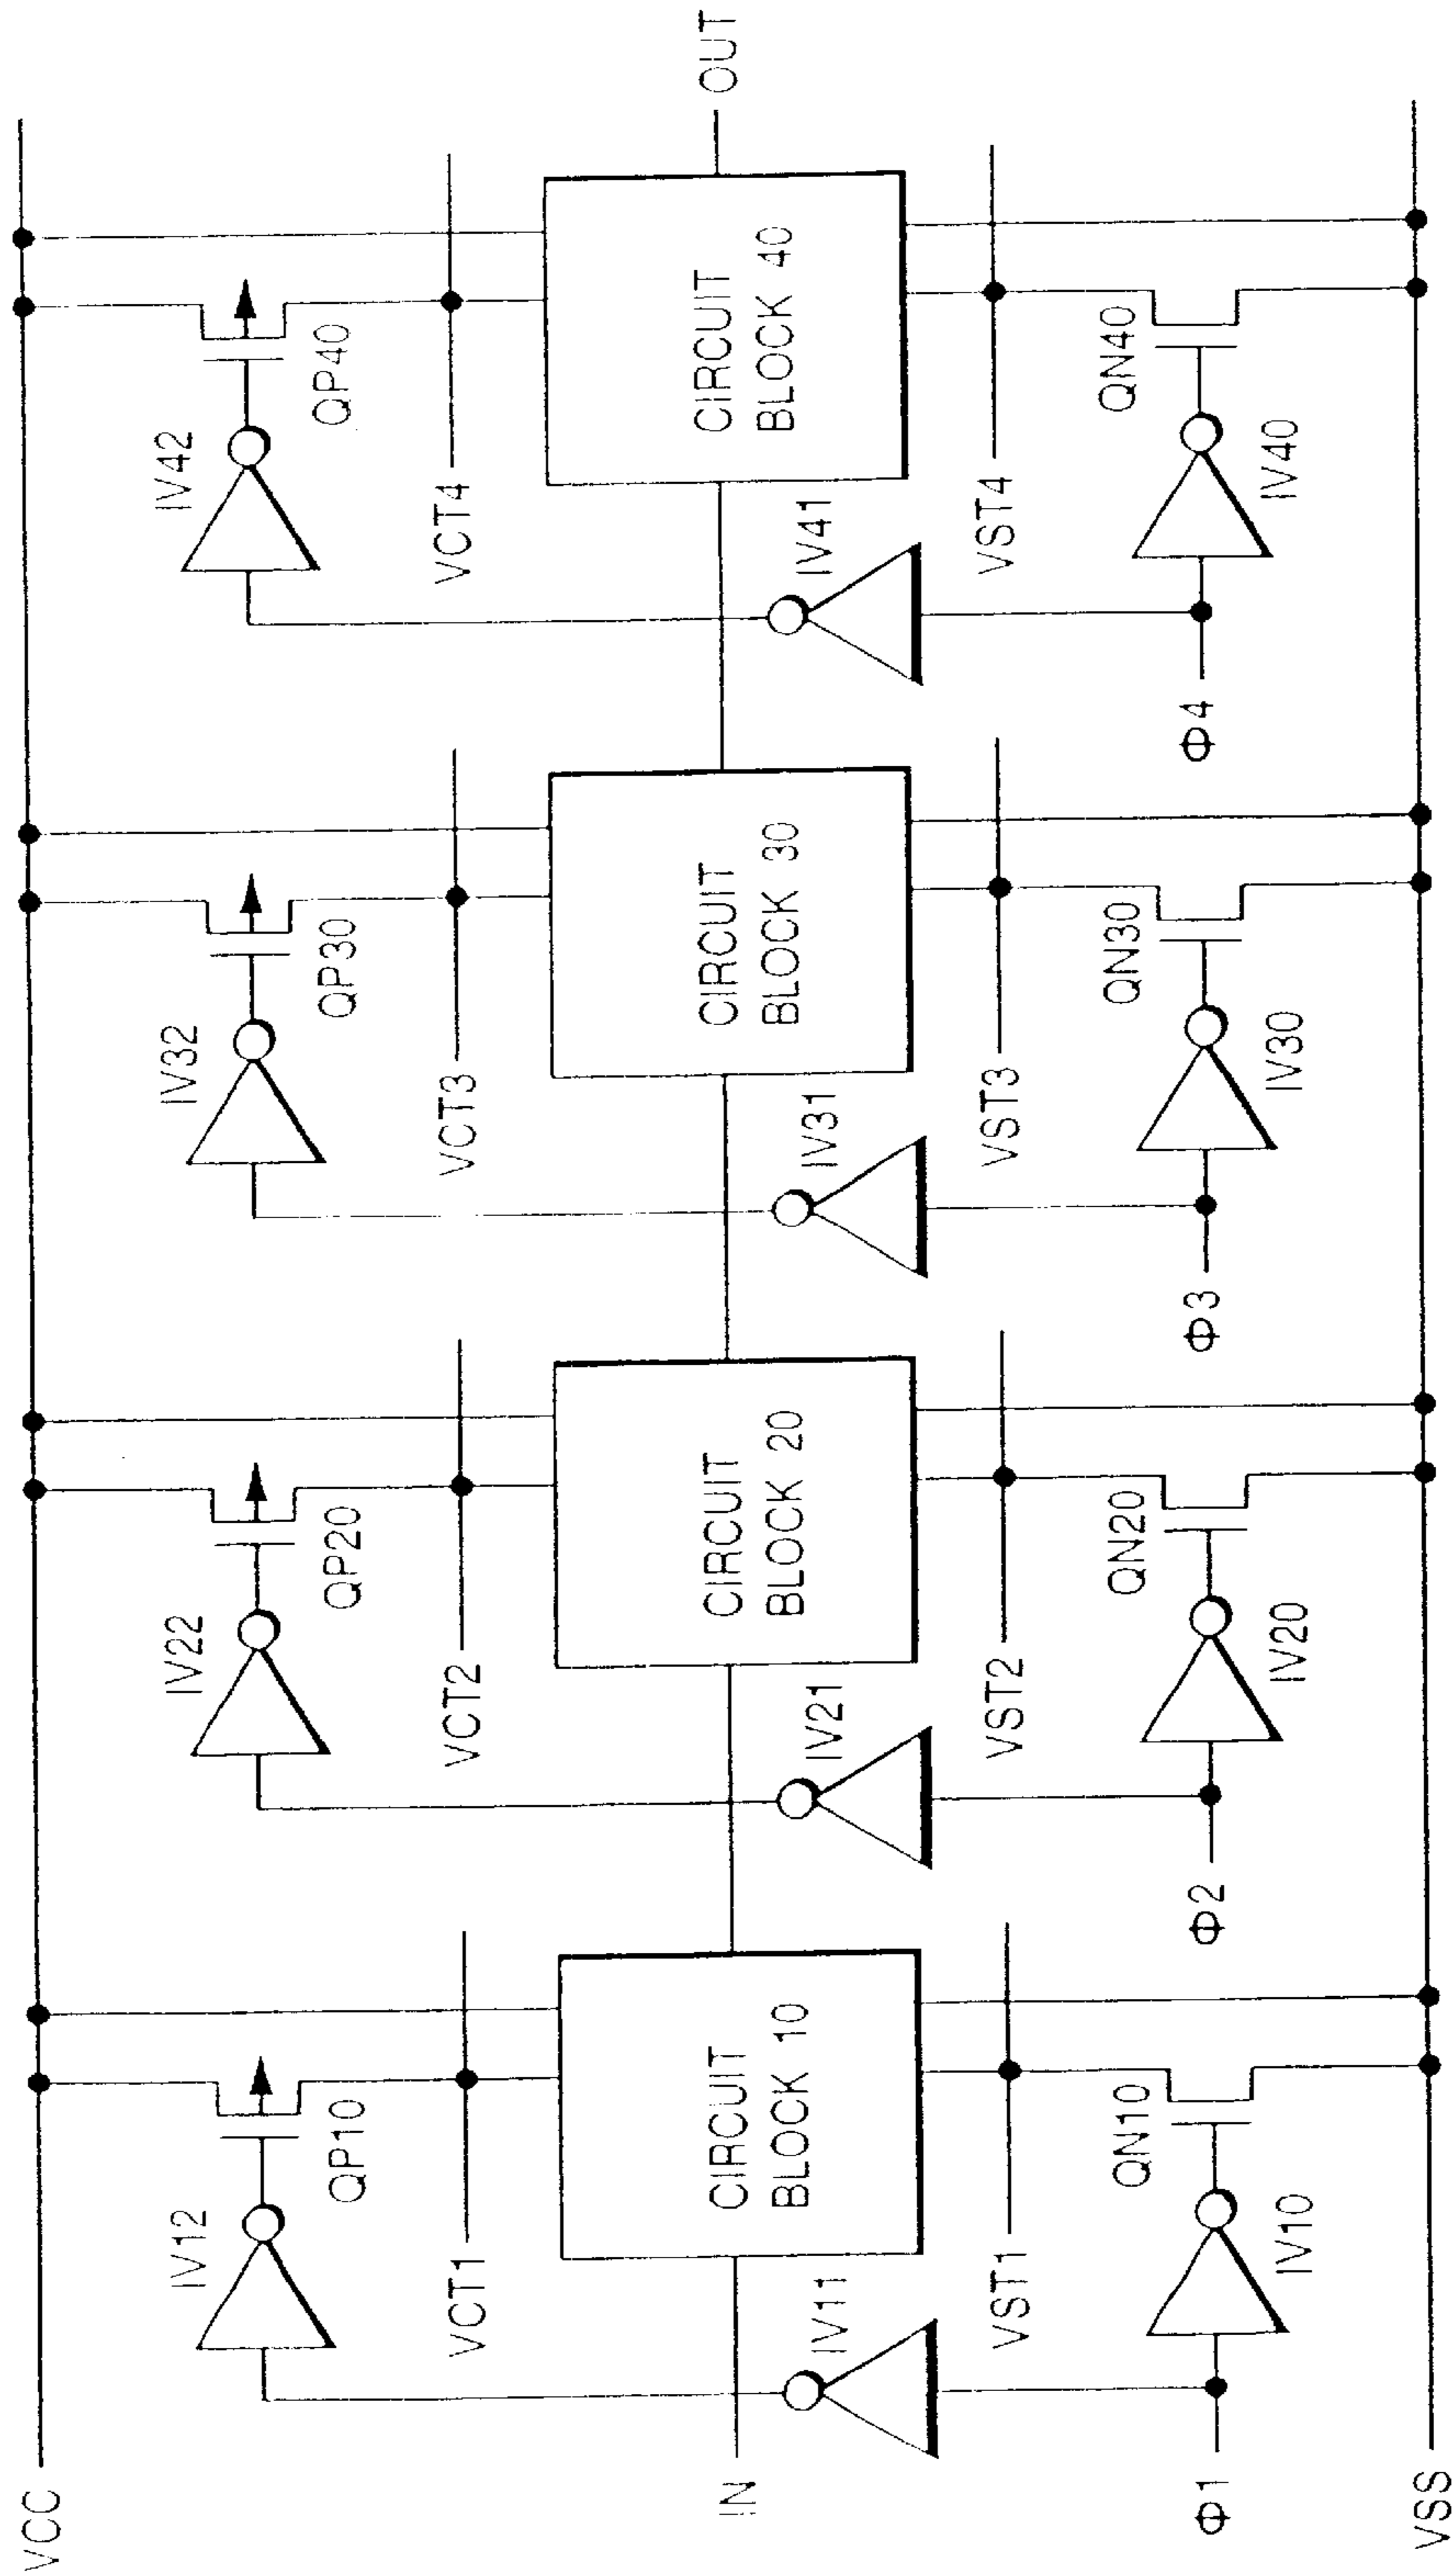 VCC
IV12
QP10
IV22
QP20
IV32
QP30
IV42
QP40
VCT1
VCT2
VCT3
VCT4
IN
CIRCUIT
BLOCK 10
CIRCUIT
BLOCK 20
CIRCUIT
BLOCK 30
CIRCUIT
BLOCK 40
OUT
IV11
IV21
IV31
IV41
VST1
VST2
VST3
VST4
QN10
QN20
QN30
QN40
Φ1
IV10
Φ2
IV20
Φ3
IV30
Φ4
IV40
VSS